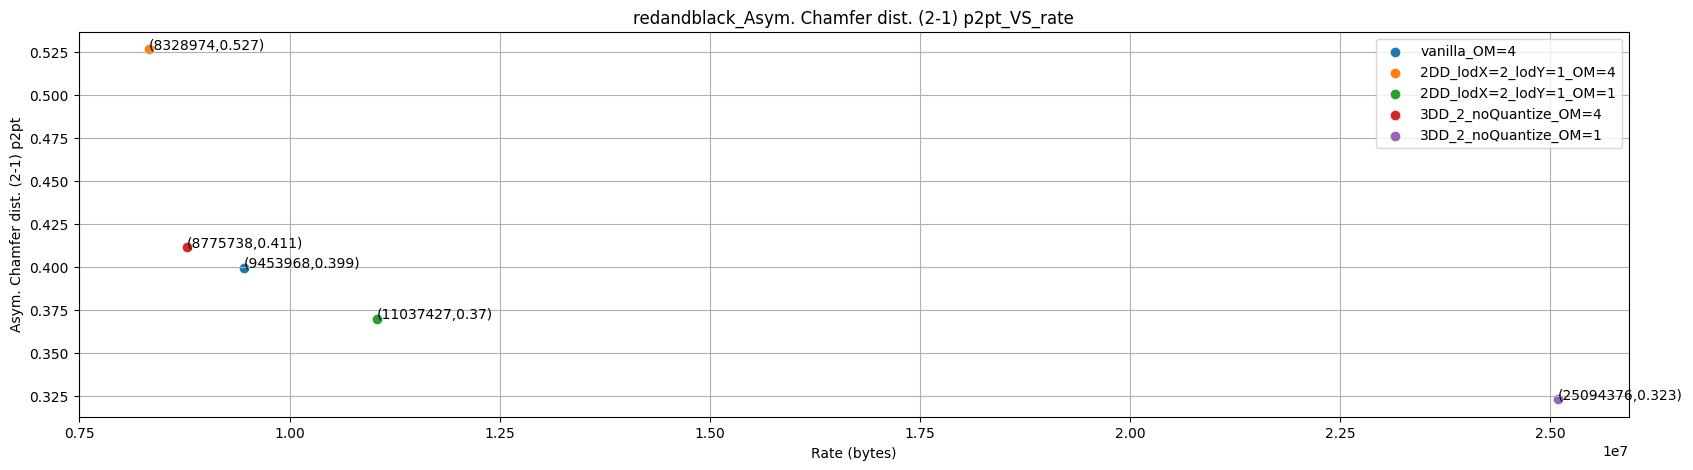 redandblack_Asym. Chamfer dist. (2-1) p2pt_VS_rate
Asym. Chamfer dist. (2-1) p2pt
0.525
0.500
0.475
0.450
0.425
0.400
0.375
0.350
0.325
(8328974,0.527)
(8775738,0.411)
(9453968,0.399)
(11037427,0.37)
(25094376,0.323)
vanilla_OM=4
2DD_lodX=2_lodY=1_OM=4
2DD_lodX=2_lodY=1_OM=1
3DD_2_noQuantize_OM=4
3DD_2_noQuantize_OM=1
0.75 1.00 1.25 1.50 1.75 2.00 2.25 2.50
1e7
Rate (bytes)